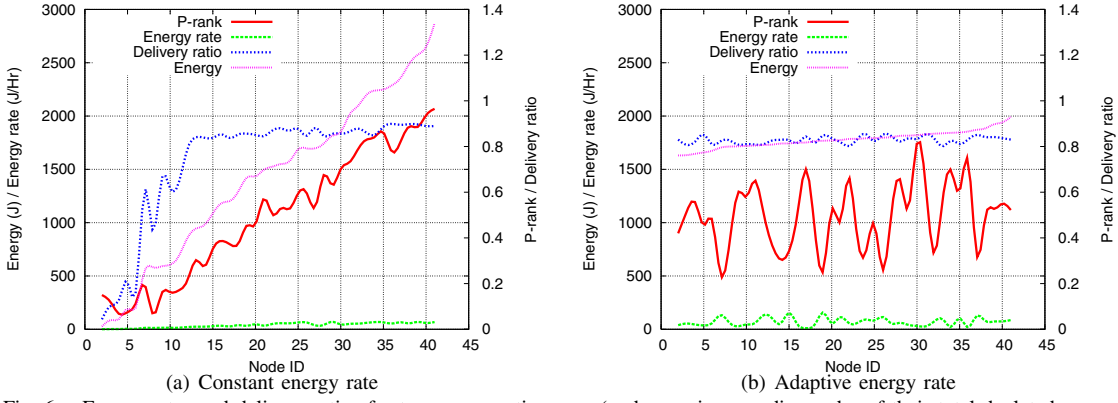 3000
2500
2000
1500
1000
500
0
Energy (J) / Energy rate (J/Hr)
P-rank
Energy rate
Delivery ratio
Energy
1.4
1.2
1
0.8
0.6
0.4
0.2
0
P-rank / Delivery ratio
0 5 10 15 20 25 30 35 40 45
Node ID
(a) Constant energy rate
3000
2500
2000
1500
1000
500
0
Energy (J) / Energy rate (J/Hr)
P-rank
Energy rate
Delivery ratio
Energy
1.4
1.2
1
0.8
0.6
0.4
0.2
0
P-rank / Delivery ratio
0 5 10 15 20 25 30 35 40 45
Node ID
(b) Adaptive energy rate